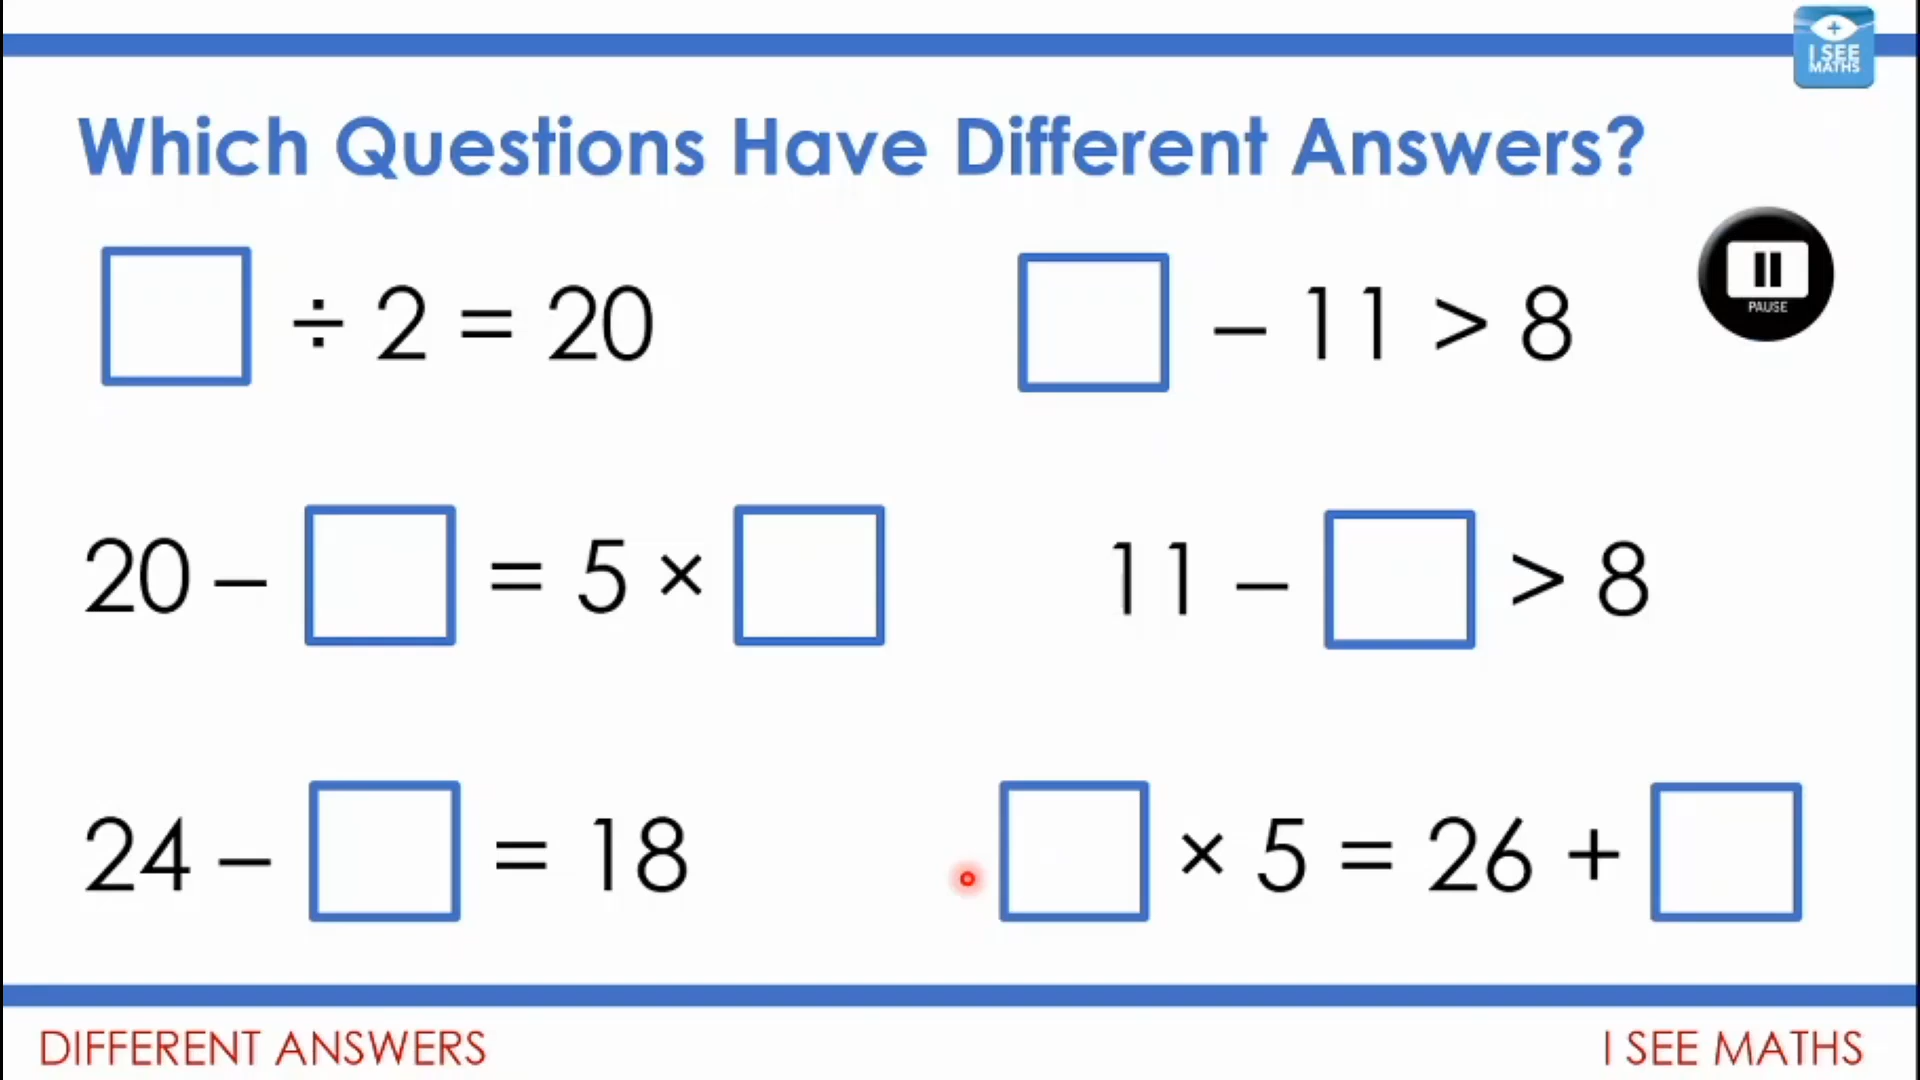 I SEE
MATHS
Which Questions Have Different Answers?
÷ 2 = 20
– 11 > 8
PAUSE
20 – = 5 ×
11 – > 8
24 – = 18
× 5 = 26 +
DIFFERENT ANSWERS
I SEE MATHS